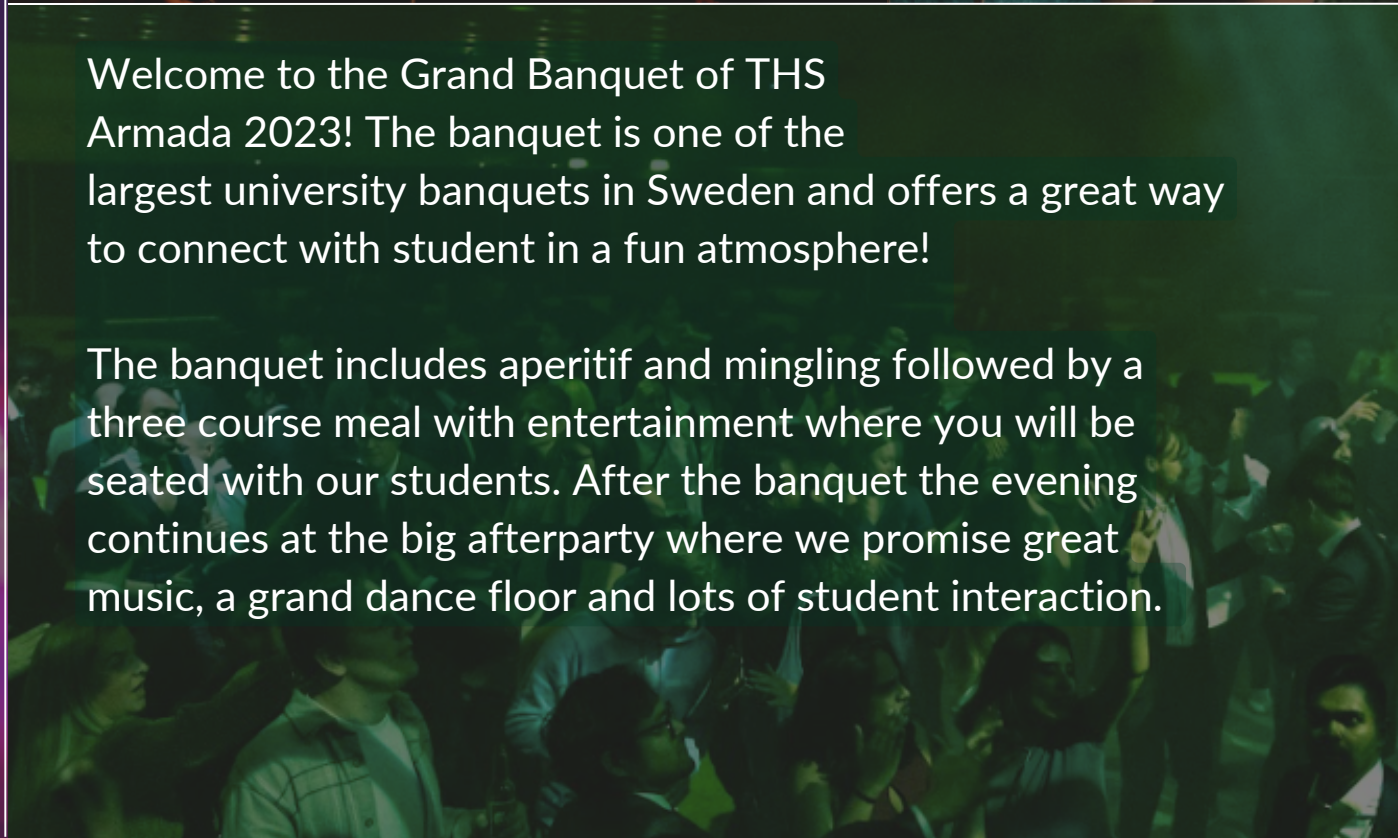 Welcome to the Grand Banquet of THS
Armada 2023! The banquet is one of the
largest university banquets in Sweden and offers a great way
to connect with student in a fun atmosphere!
The banquet includes aperitif and mingling followed by a
three course meal with entertainment where you will be
seated with our students. After the banquet the evening
continues at the big afterparty where we promise great
music, a grand dance floor and lots of student interaction.